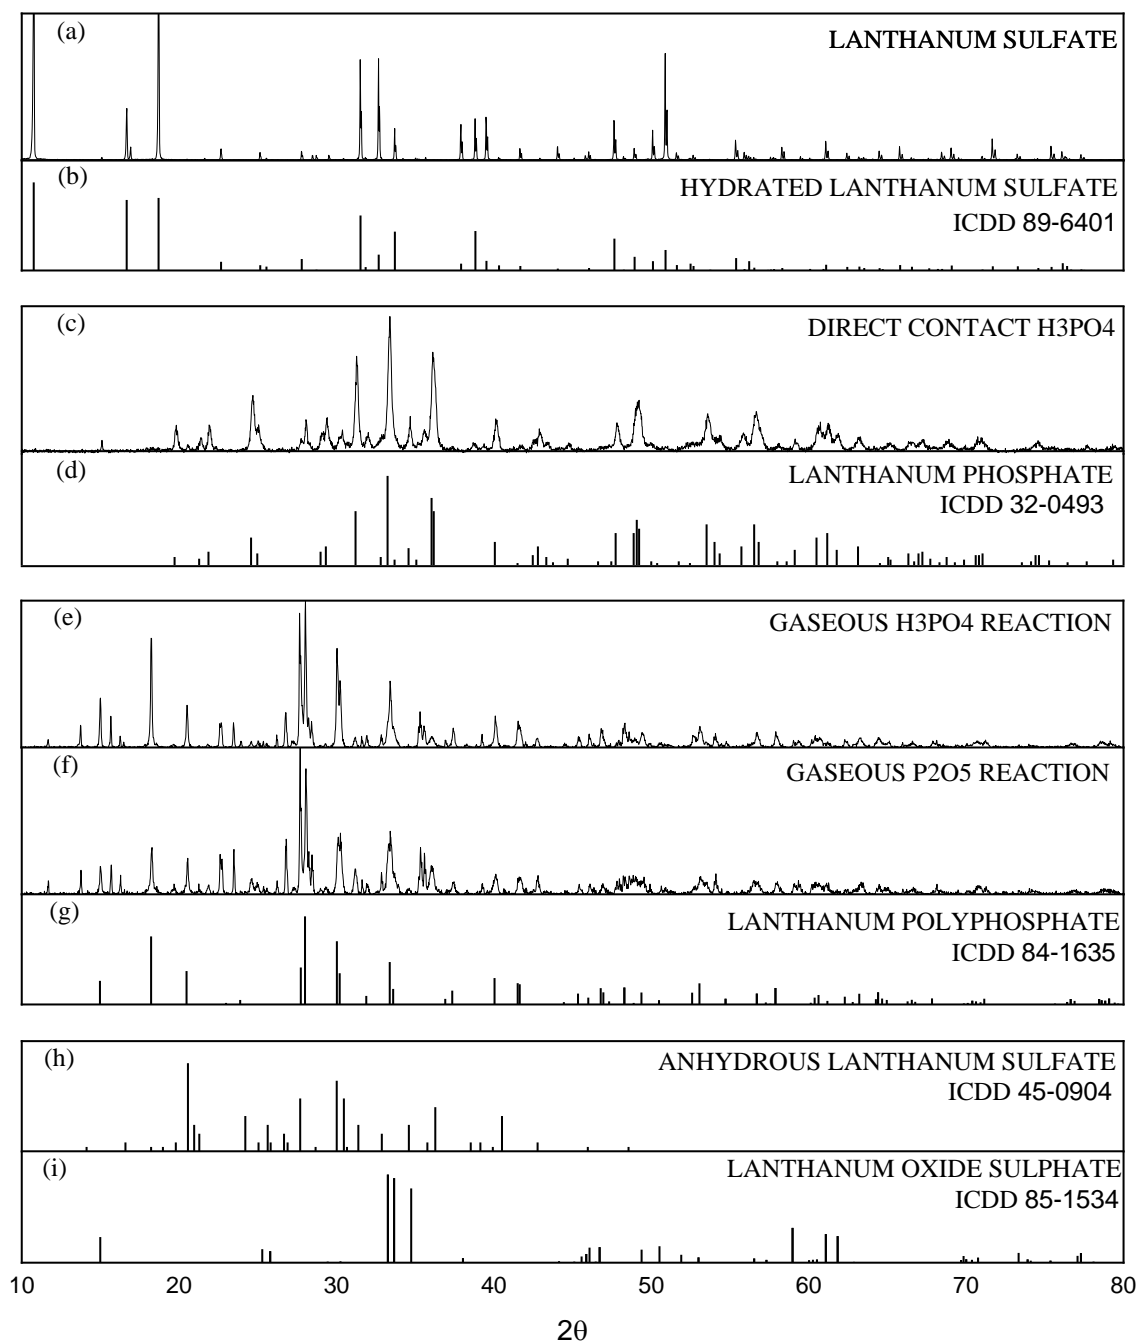 (a)
LANTHANUM SULFATE
(b)
HYDRATED LANTHANUM SULFATE
ICDD 89-6401
(c)
DIRECT CONTACT H3PO4
(d)
LANTHANUM PHOSPHATE
ICDD 32-0493
(e)
GASEOUS H3PO4 REACTION
(f)
GASEOUS P2O5 REACTION
(g)
LANTHANUM POLYPHOSPHATE
ICDD 84-1635
(h)
ANHYDROUS LANTHANUM SULFATE
ICDD 45-0904
(i)
LANTHANUM OXIDE SULPHATE
ICDD 85-1534
10 20 30 40 50 60 70 80
2θ